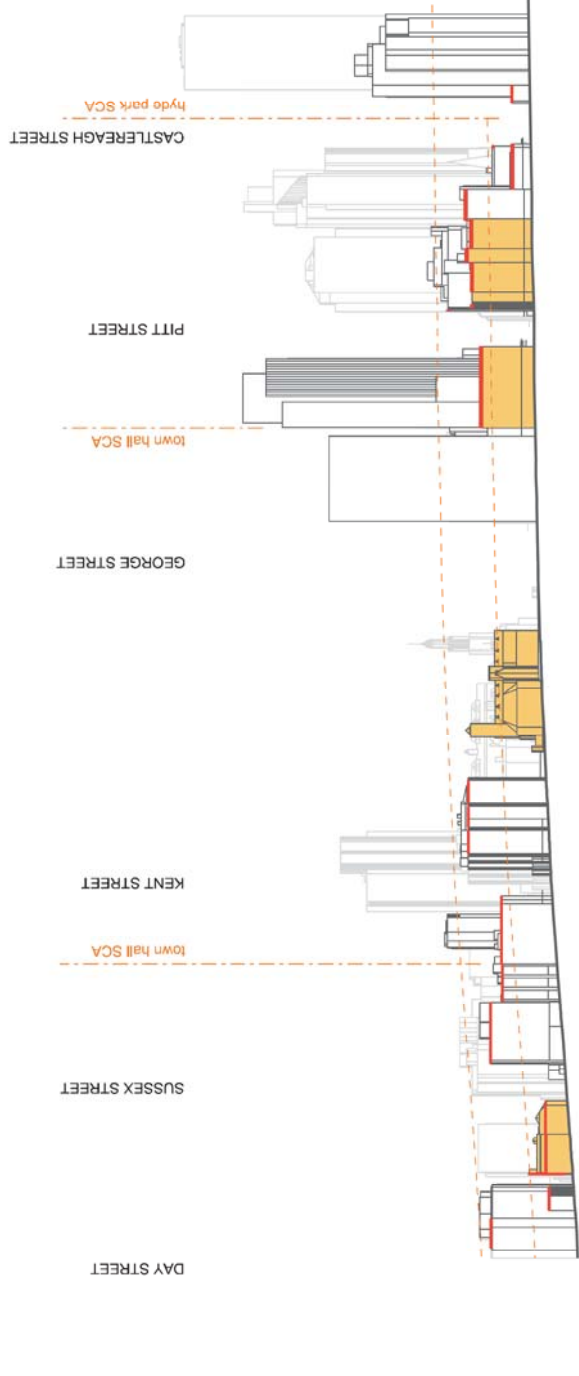 DAY STREET
SUSSEX STREET
town hall SCA
KENT STREET
GEORGE STREET
town hall SCA
PITT STREET
CASTLEREAGH STREET
hyde park SCA